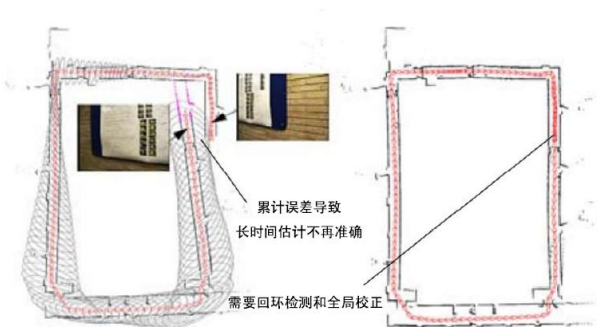 累计误差导致
长时间估计不再准确
需要回环检测和全局校正